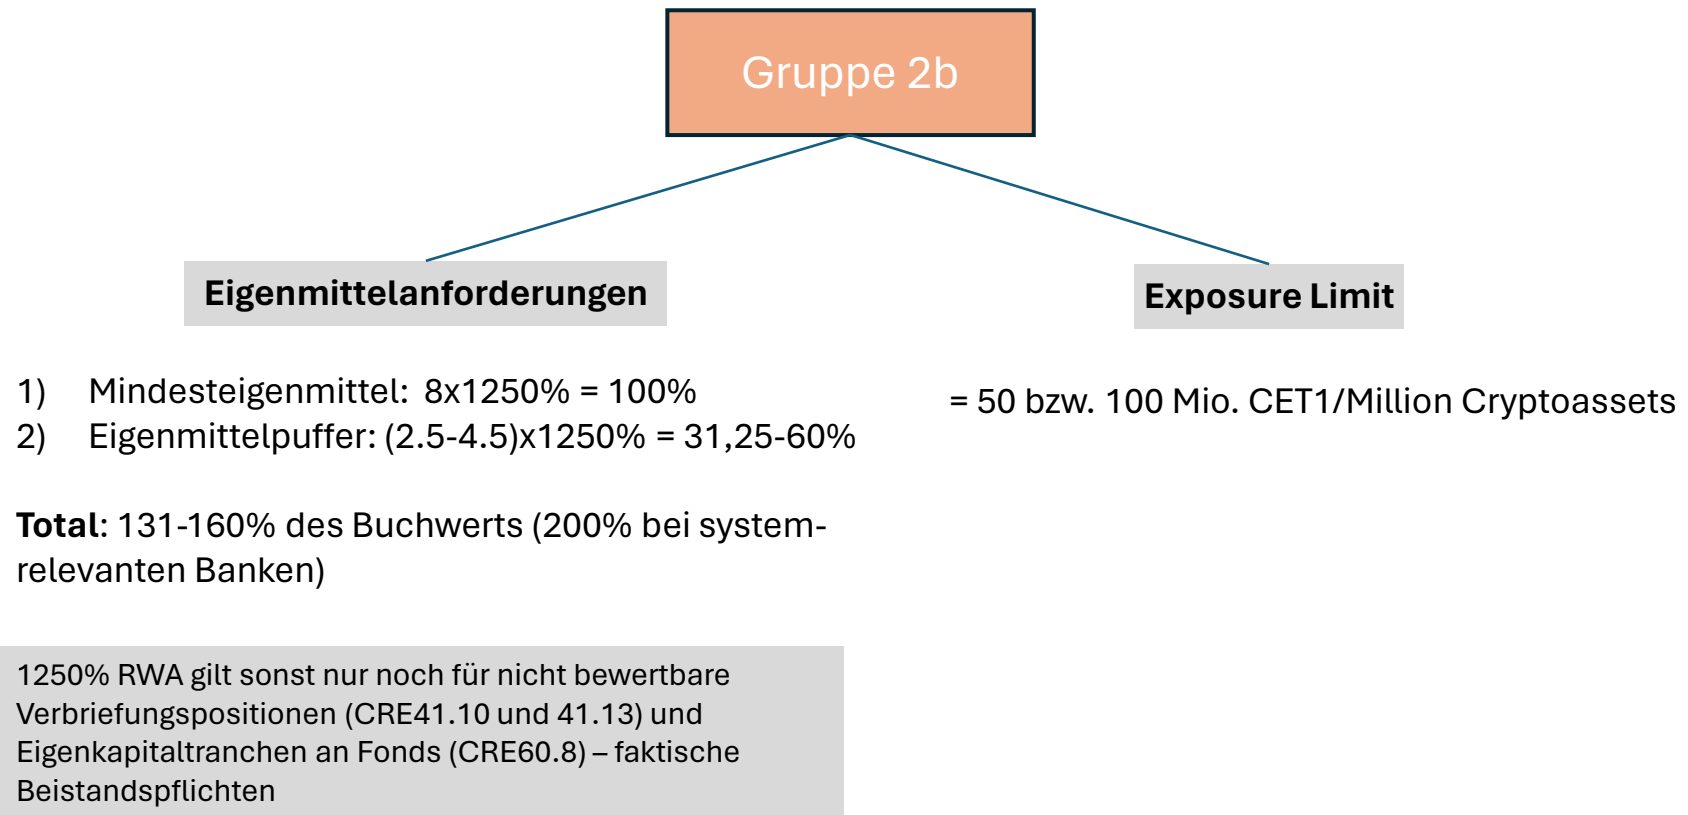 Gruppe 2b
Eigenmittelanforderungen
1) Mindesteigenmittel: 8x1250% = 100%
2) Eigenmittelpuffer: (2.5-4.5)x1250% = 31,25-60%
Total: 131-160% des Buchwerts (200% bei system-
relevanten Banken)
1250% RWA gilt sonst nur noch für nicht bewertbare
Verbriefungspositionen (CRE41.10 und 41.13) und
Eigenkapitaltranchen an Fonds (CRE60.8) – faktische
Beistandspflichten
Exposure Limit
= 50 bzw. 100 Mio. CET1/Million Cryptoassets